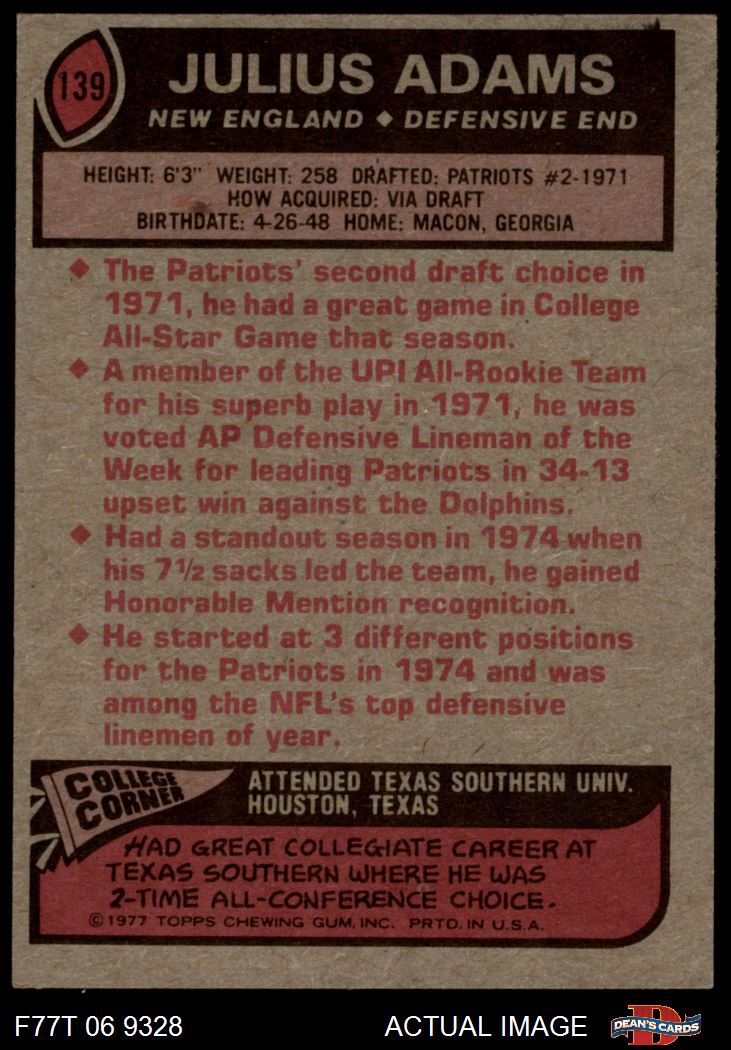 139
JULIUS ADAMS
NEW ENGLAND ◆ DEFENSIVE END
HEIGHT: 6'3" WEIGHT: 258 DRAFTED: PATRIOTS #2-1971
HOW ACQUIRED: VIA DRAFT
BIRTHDATE: 4-26-48 HOME: MACON, GEORGIA
◆ The Patriots' second draft choice in
1971, he had a great game in College
All-Star Game that season.
◆ A member of the UPI All-Rookie Team
for his superb play in 1971, he was
voted AP Defensive Lineman of the
Week for leading Patriots in 34-13
upset win against the Dolphins.
◆ Had a standout season in 1974 when
his 7½ sacks led the team, he gained
Honorable Mention recognition.
◆ He started at 3 different positions
for the Patriots in 1974 and was
among the NFL's top defensive
linemen of year.
COLLEGE
CORNER
ATTENDED TEXAS SOUTHERN UNIV.
HOUSTON, TEXAS
HAD GREAT COLLEGIATE CAREER AT
TEXAS SOUTHERN WHERE HE WAS
2-TIME ALL-CONFERENCE CHOICE.
©1977 TOPPS CHEWING GUM, INC. PRTD. IN U.S.A.
F77T 06 9328
ACTUAL IMAGE
D
DEAN'S CARDS